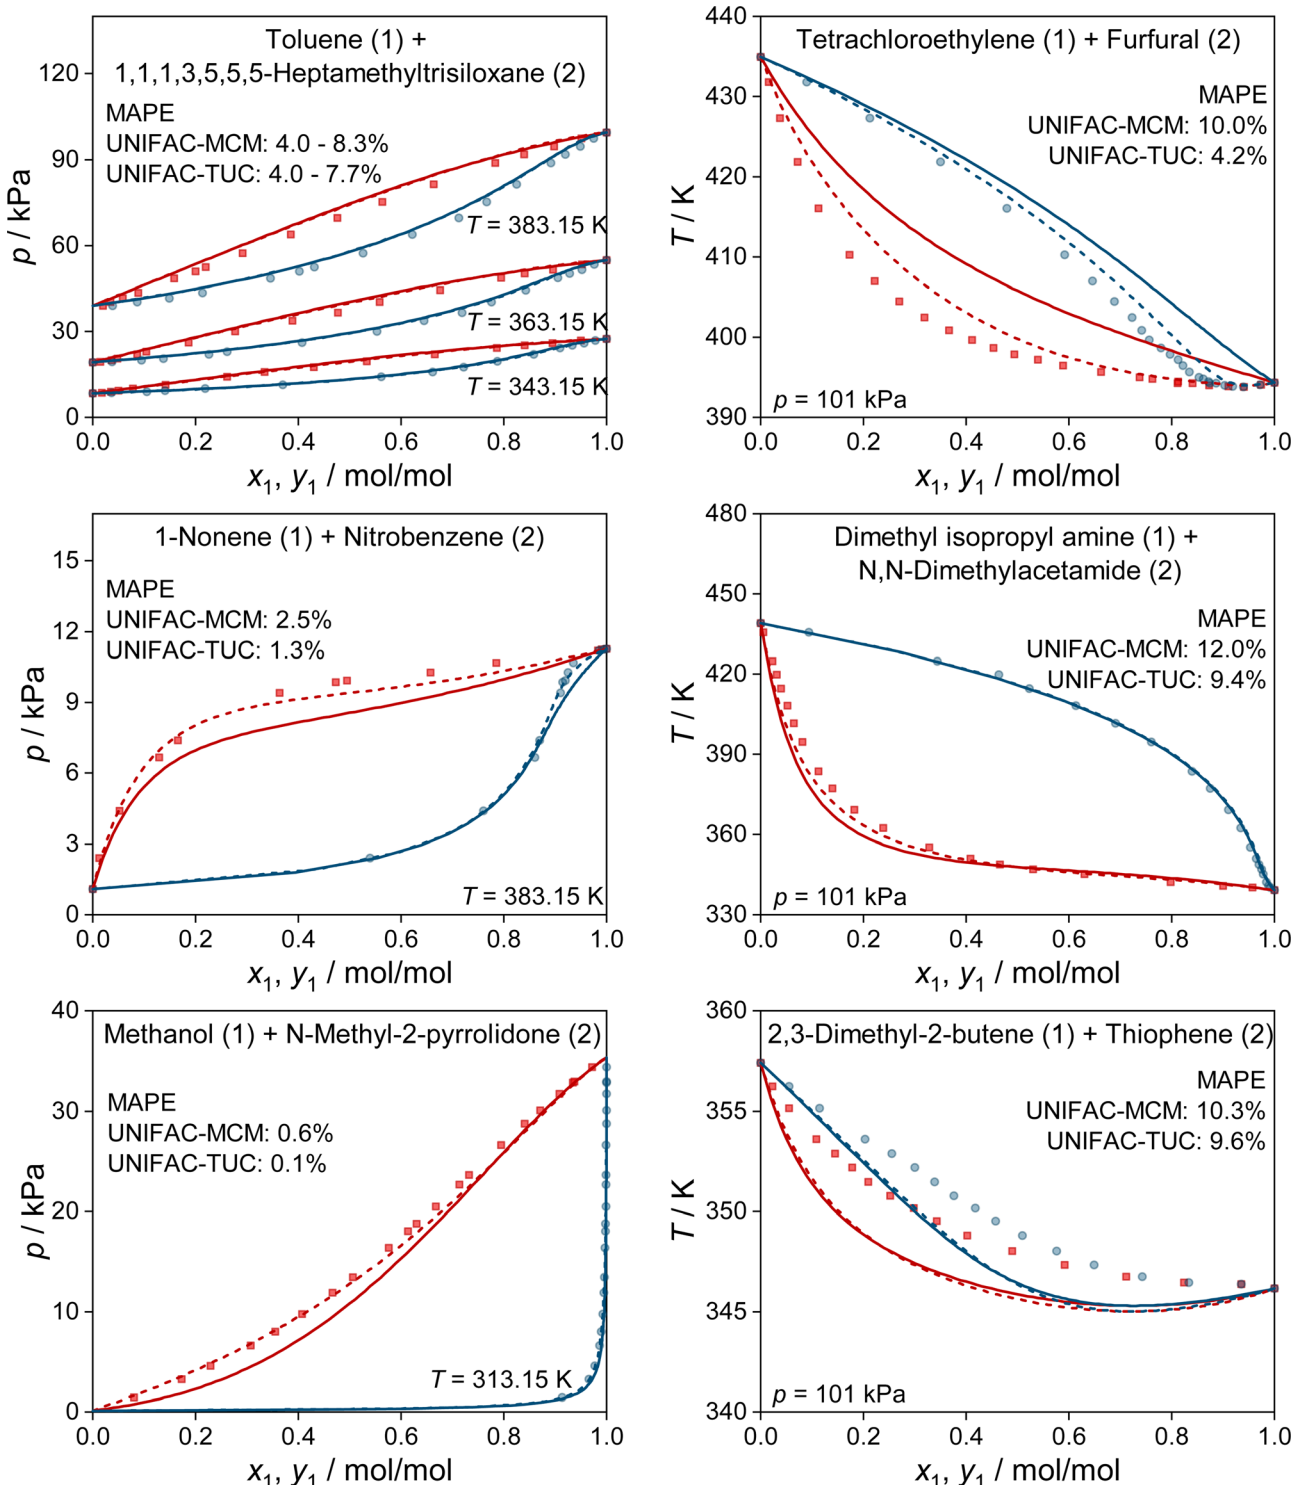 Toluene (1) +
1,1,1,3,5,5,5-Heptamethyltrisiloxane (2)
MAPE
UNIFAC-MCM: 4.0 - 8.3%
UNIFAC-TUC: 4.0 - 7.7%
T = 383.15 K
T = 363.15 K
T = 343.15 K
p / kPa
120
90
60
30
0
0.0 0.2 0.4 0.6 0.8 1.0
x1, y1 / mol/mol
Tetrachloroethylene (1) + Furfural (2)
MAPE
UNIFAC-MCM: 10.0%
UNIFAC-TUC: 4.2%
p = 101 kPa
T / K
440
430
420
410
400
390
0.0 0.2 0.4 0.6 0.8 1.0
x1, y1 / mol/mol
1-Nonene (1) + Nitrobenzene (2)
MAPE
UNIFAC-MCM: 2.5%
UNIFAC-TUC: 1.3%
T = 383.15 K
p / kPa
15
12
9
6
3
0
0.0 0.2 0.4 0.6 0.8 1.0
x1, y1 / mol/mol
Dimethyl isopropyl amine (1) +
N,N-Dimethylacetamide (2)
MAPE
UNIFAC-MCM: 12.0%
UNIFAC-TUC: 9.4%
p = 101 kPa
T / K
480
450
420
390
360
330
0.0 0.2 0.4 0.6 0.8 1.0
x1, y1 / mol/mol
Methanol (1) + N-Methyl-2-pyrrolidone (2)
MAPE
UNIFAC-MCM: 0.6%
UNIFAC-TUC: 0.1%
T = 313.15 K
p / kPa
40
30
20
10
0
0.0 0.2 0.4 0.6 0.8 1.0
x1, y1 / mol/mol
2,3-Dimethyl-2-butene (1) + Thiophene (2)
MAPE
UNIFAC-MCM: 10.3%
UNIFAC-TUC: 9.6%
p = 101 kPa
T / K
360
355
350
345
340
0.0 0.2 0.4 0.6 0.8 1.0
x1, y1 / mol/mol